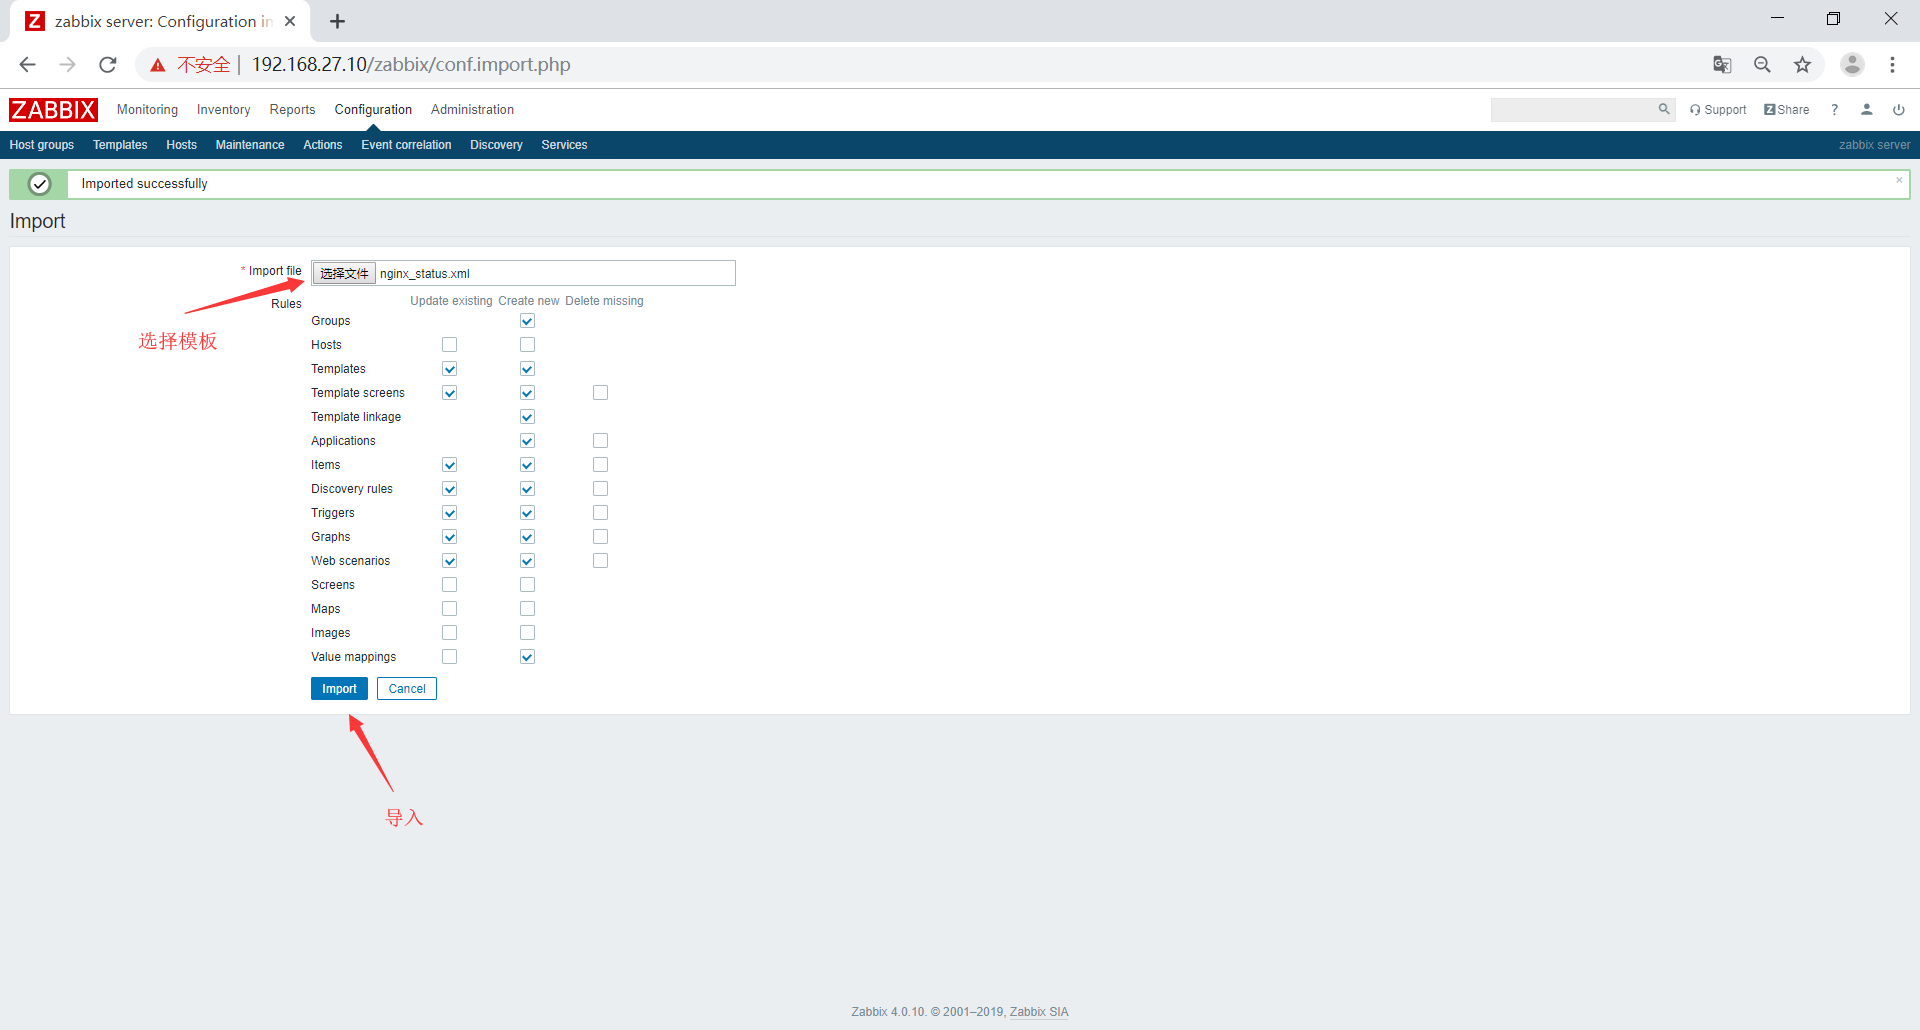 Z zabbix server: Configuration in
不安全 | 192.168.27.10/zabbix/conf.import.php
ZABBIX Monitoring Inventory Reports Configuration Administration Support Z Share ?
Host groups Templates Hosts Maintenance Actions Event correlation Discovery Services zabbix server
Imported successfully
Import
* Import file 选择文件 nginx_status.xml
Rules Update existing Create new Delete missing
Groups
选择模板
Hosts
Templates
Template screens
Template linkage
Applications
Items
Discovery rules
Triggers
Graphs
Web scenarios
Screens
Maps
Images
Value mappings
Import Cancel
导入
Zabbix 4.0.10. © 2001–2019, Zabbix SIA